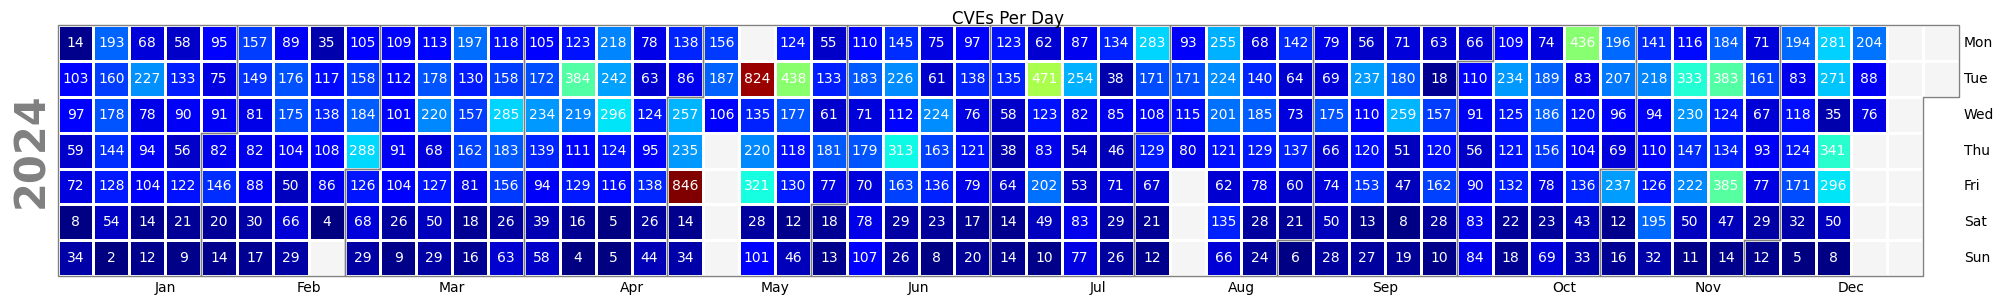 CVEs Per Day
14 193 68 58 95 157 89 35 105 109 113 197 118 105 123 218 78 138 156 124 55 110 145 75 97 123 62 87 134 283 93 255 68 142 79 56 71 63 66 109 74 436 196 141 116 184 71 194 281 204 Mon
103 160 227 133 75 149 176 117 158 112 178 130 158 172 384 242 63 86 187 824 438 133 183 226 61 138 135 471 254 38 171 171 224 140 64 69 237 180 18 110 234 189 83 207 218 333 383 161 83 271 88 Tue
97 178 78 90 91 81 175 138 184 101 220 157 285 234 219 296 124 257 106 135 177 61 71 112 224 76 58 123 82 85 108 115 201 185 73 175 110 259 157 91 125 186 120 96 94 230 124 67 118 35 76 Wed
59 144 94 56 82 82 104 108 288 91 68 162 183 139 111 124 95 235 220 118 181 179 313 163 121 38 83 54 46 129 80 121 129 137 66 120 51 120 56 121 156 104 69 110 147 134 93 124 341 Thu
72 128 104 122 146 88 50 86 126 104 127 81 156 94 129 116 138 846 321 130 77 70 163 136 79 64 202 53 71 67 62 78 60 74 153 47 162 90 132 78 136 237 126 222 385 77 171 296 Fri
8 54 14 21 20 30 66 4 68 26 50 18 26 39 16 5 26 14 28 12 18 78 29 23 17 14 49 83 29 21 135 28 21 50 13 8 28 83 22 23 43 12 195 50 47 29 32 50 Sat
34 2 12 9 14 17 29 29 9 29 16 63 58 4 5 44 34 101 46 13 107 26 8 20 14 10 77 26 12 66 24 6 28 27 19 10 84 18 69 33 16 32 11 14 12 5 8 Sun
Jan Feb Mar Apr May Jun Jul Aug Sep Oct Nov Dec
2024